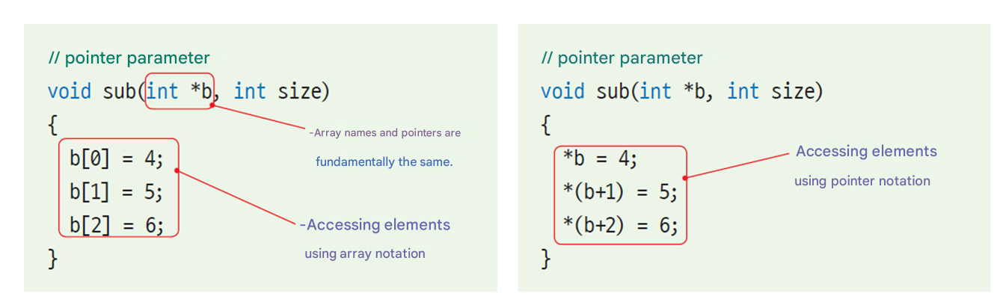 // pointer parameter
void sub(int *b, int size)
{
b[0] = 4;
b[1] = 5;
b[2] = 6;
}
-Array names and pointers are
fundamentally the same.
-Accessing elements
using array notation
// pointer parameter
void sub(int *b, int size)
{
*b = 4;
*(b+1) = 5;
*(b+2) = 6;
}
Accessing elements
using pointer notation